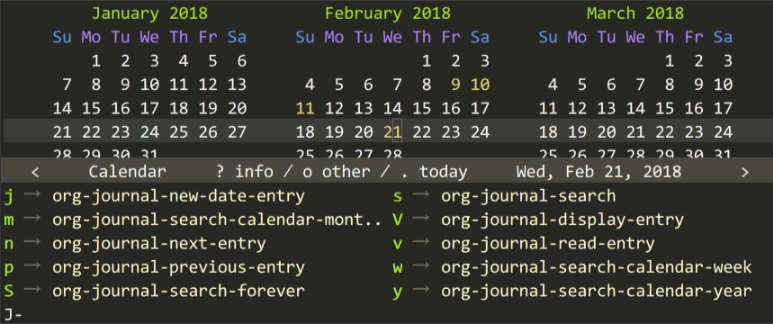 January 2018 February 2018 March 2018
Su Mo Tu We Th Fr Sa Su Mo Tu We Th Fr Sa Su Mo Tu We Th Fr Sa
1 2 3 4 5 6 1 2 3 1 2 3
7 8 9 10 11 12 13 4 5 6 7 8 9 10 4 5 6 7 8 9 10
14 15 16 17 18 19 20 11 12 13 14 15 16 17 11 12 13 14 15 16 17
21 22 23 24 25 26 27 18 19 20 21 22 23 24 18 19 20 21 22 23 24
28 29 30 31 25 26 27 28 25 26 27 28 29 30 31
< Calendar ? info / o other / . today Wed, Feb 21, 2018 >
j → org-journal-new-date-entry s → org-journal-search
m → org-journal-search-calendar-mont.. V → org-journal-display-entry
n → org-journal-next-entry v → org-journal-read-entry
p → org-journal-previous-entry w → org-journal-search-calendar-week
S → org-journal-search-forever y → org-journal-search-calendar-year
J-